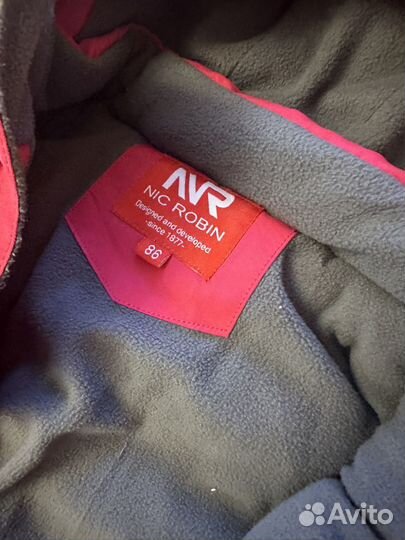 NR
NIC ROBIN
Designed and developed
-since 1877-
86
Avito